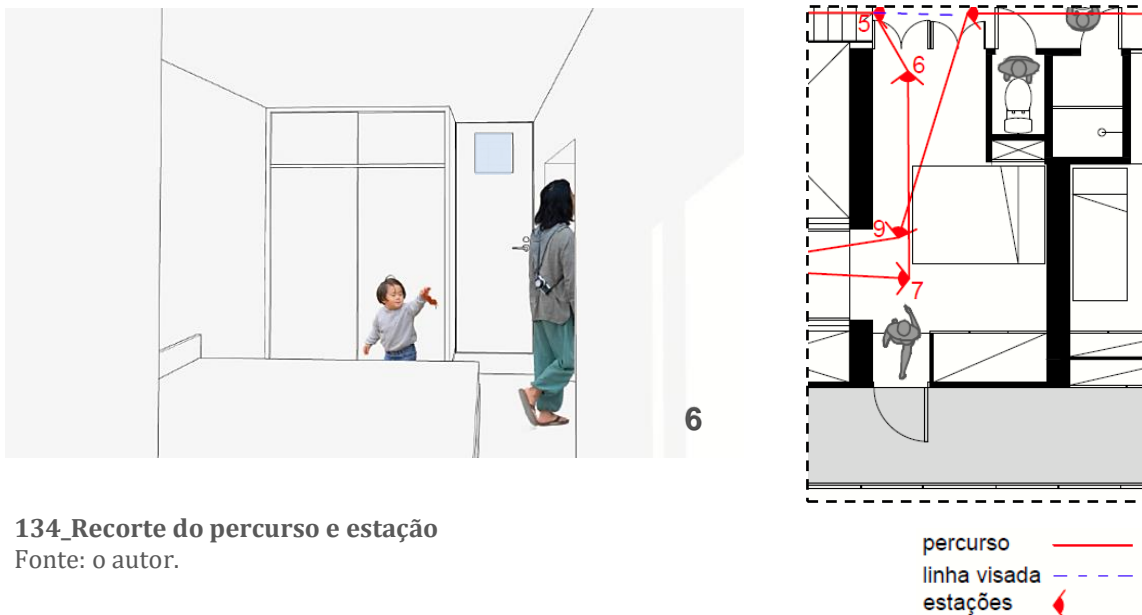 5
6
9
7
6
134_Recorte do percurso e estação
Fonte: o autor.
percurso
linha visada
estações